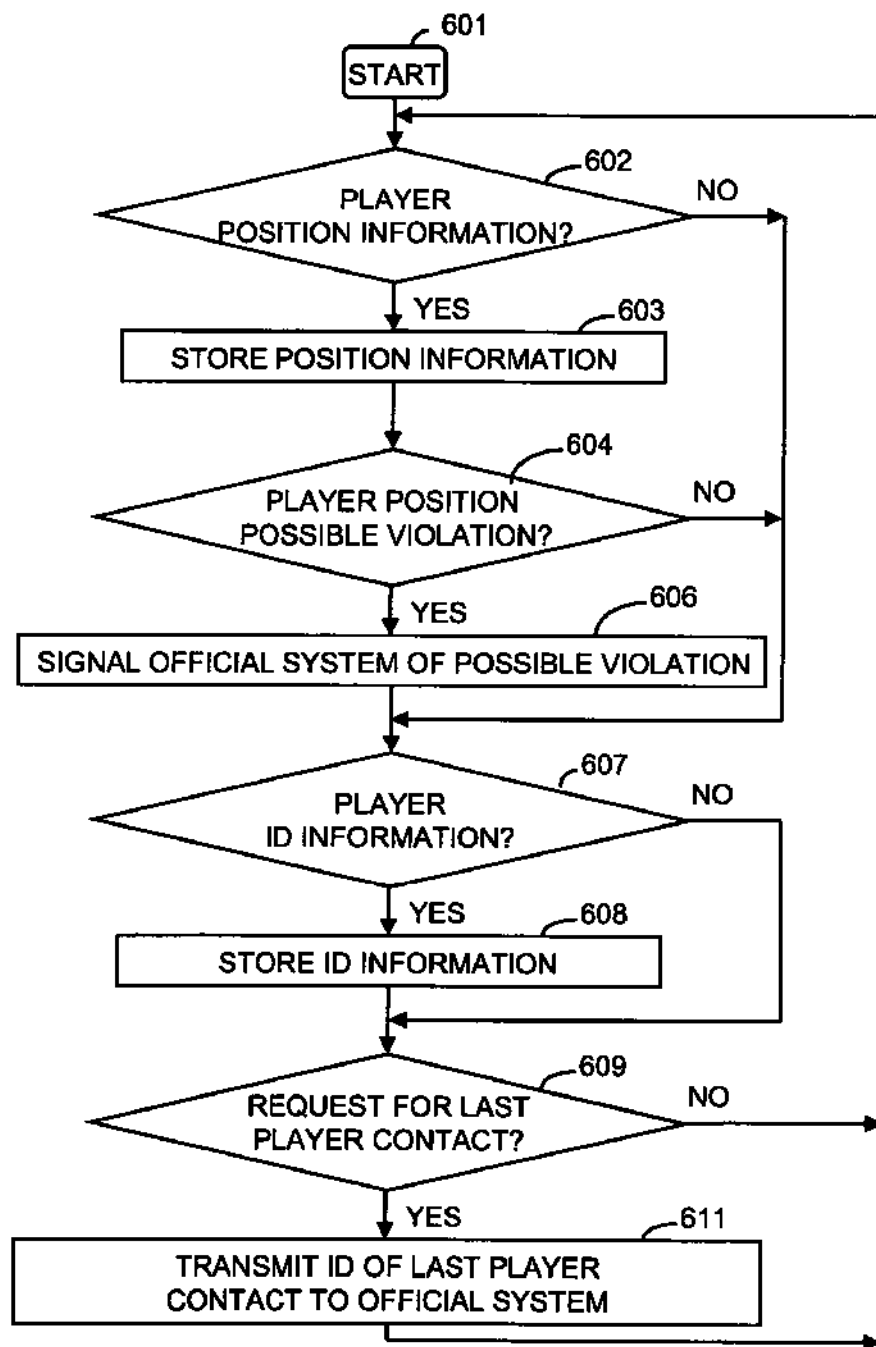 601
START
602
NO
PLAYER
POSITION INFORMATION?
YES
603
STORE POSITION INFORMATION
604
NO
PLAYER POSITION
POSSIBLE VIOLATION?
YES
606
SIGNAL OFFICIAL SYSTEM OF POSSIBLE VIOLATION
607
NO
PLAYER
ID INFORMATION?
YES
608
STORE ID INFORMATION
609
NO
REQUEST FOR LAST
PLAYER CONTACT?
YES
611
TRANSMIT ID OF LAST PLAYER
CONTACT TO OFFICIAL SYSTEM